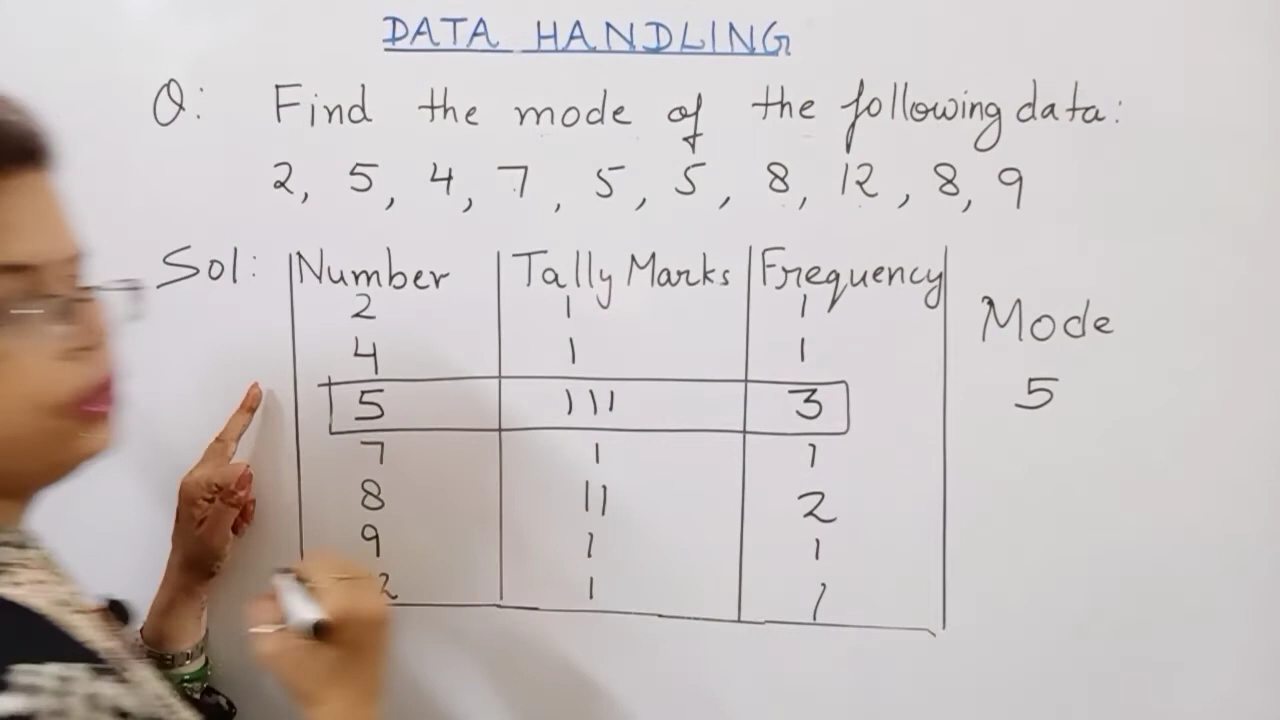 DATA HANDLING
Q: Find the mode of the following data:
2, 5, 4, 7, 5, 5, 8, 12, 8, 9
Sol: Number Tally Marks Frequency
2 | 1
4 | 1
Mode
5 ||| 3
5
7 | 1
8 || 2
9 | 1
2 | 1